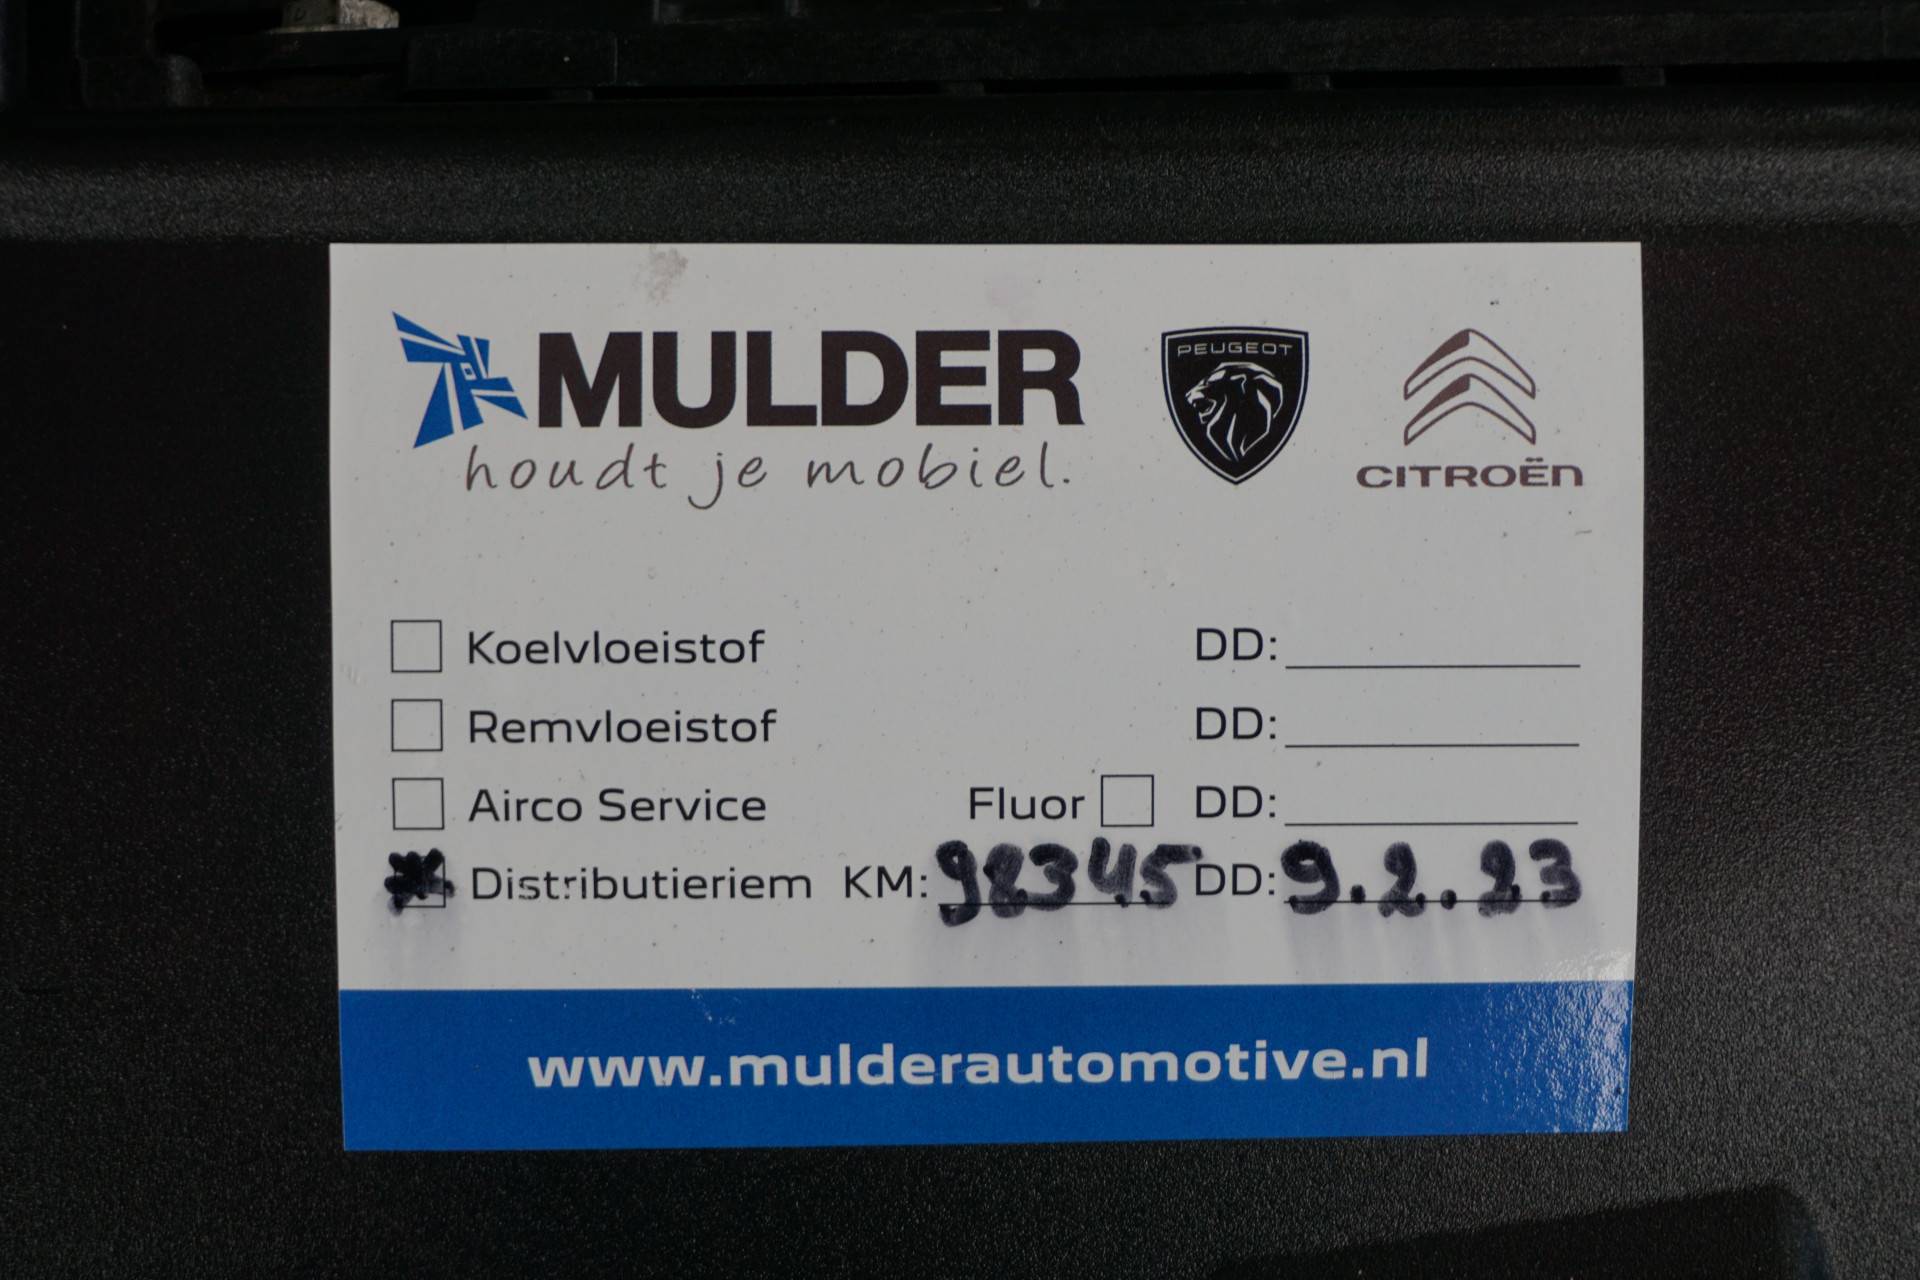 MULDER
houdt je mobiel.
PEUGEOT
CITROËN
Koelvloeistof DD:
Remvloeistof DD:
Airco Service Fluor DD:
Distributieriem KM: 98345 DD: 9.2.23
www.mulderautomotive.nl